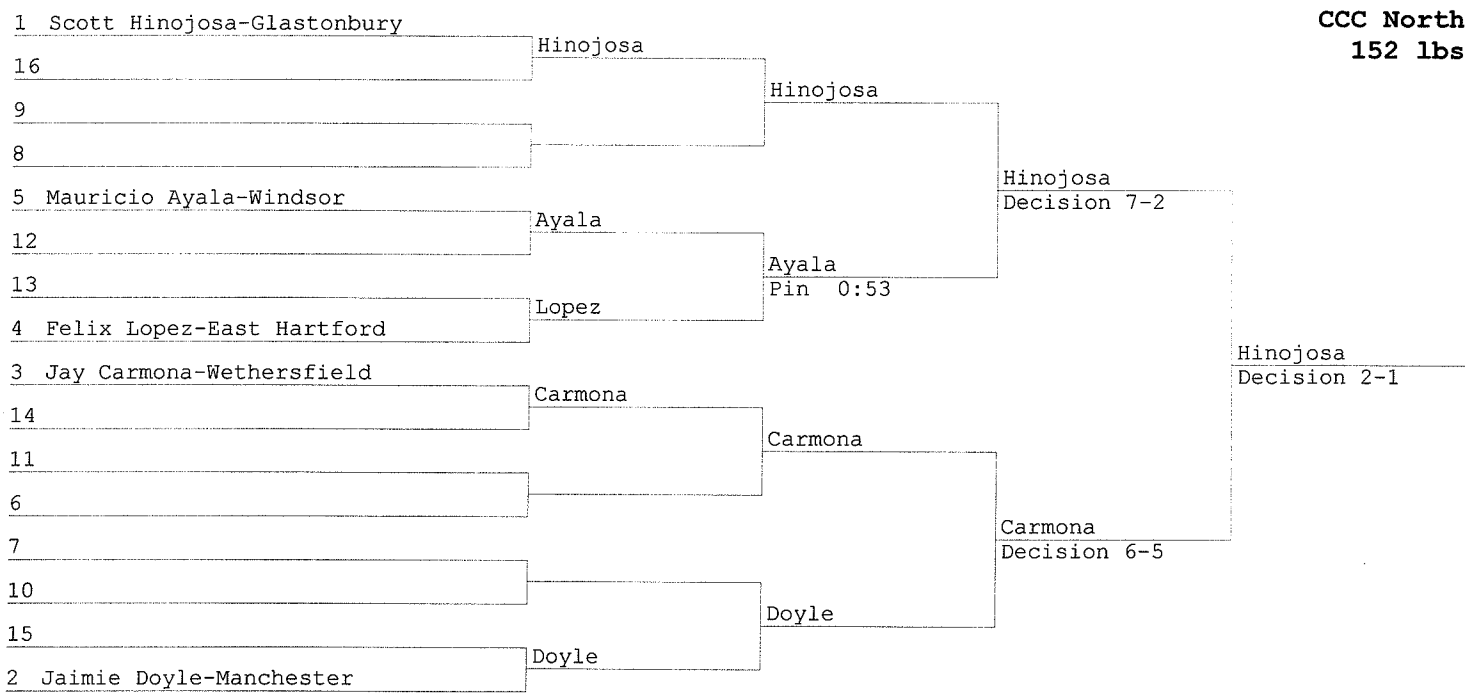 CCC North
152 lbs
1 Scott Hinojosa-Glastonbury
Hinojosa
16
Hinojosa
9
8
Hinojosa
Decision 7-2
5 Mauricio Ayala-Windsor
Ayala
12
Ayala
Pin 0:53
13
Lopez
4 Felix Lopez-East Hartford
Hinojosa
Decision 2-1
3 Jay Carmona-Wethersfield
Carmona
14
Carmona
11
6
Carmona
Decision 6-5
7
10
Doyle
15
Doyle
2 Jaimie Doyle-Manchester